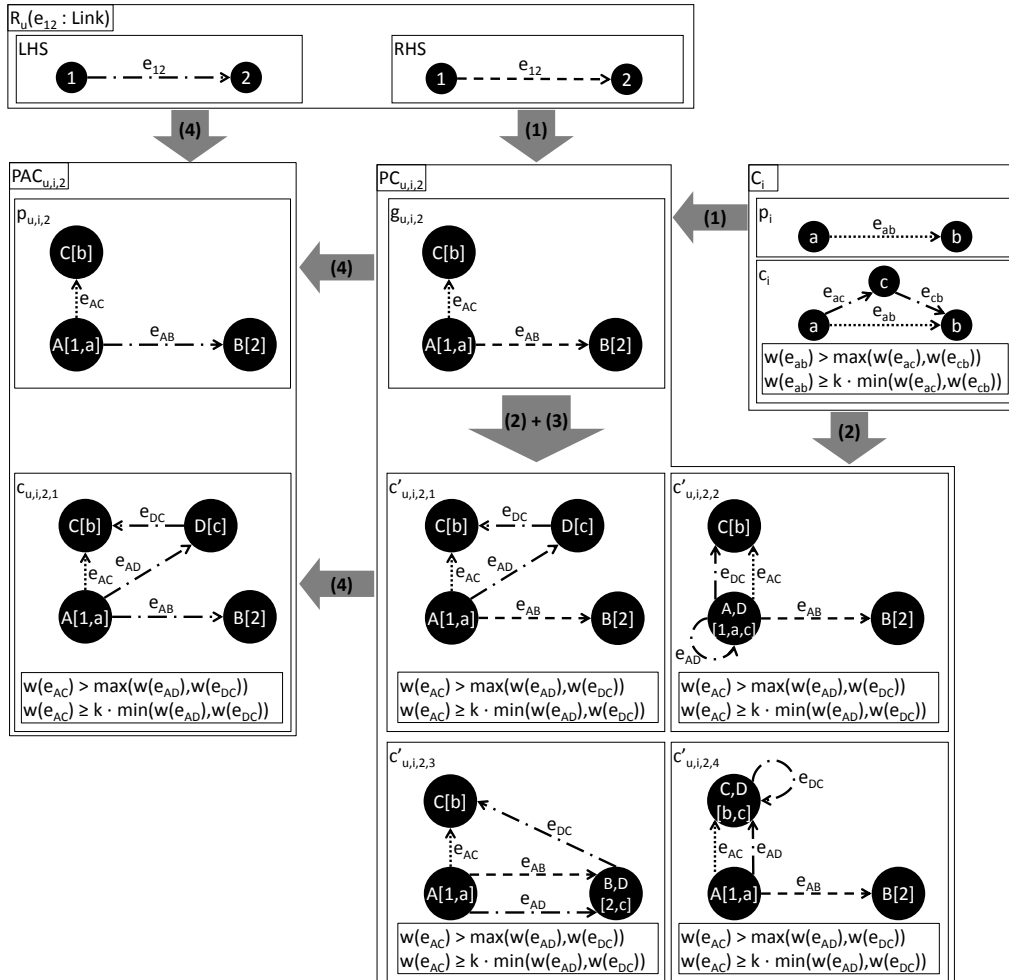 R_u(e_12 : Link)
LHS
1
e_12
2
RHS
1
e_12
2
(4)
(1)
PAC_u,i,2
p_u,i,2
C[b]
e_AC
A[1,a]
e_AB
B[2]
(4)
PC_u,i,2
g_u,i,2
C[b]
e_AC
A[1,a]
e_AB
B[2]
(1)
C_i
p_i
a
e_ab
b
c_i
c
e_ac
e_cb
e_ab
a
b
w(e_ab) > max(w(e_ac),w(e_cb))
w(e_ab) ≥ k · min(w(e_ac),w(e_cb))
(2) + (3)
(2)
c_u,i,2,1
C[b]
e_DC
D[c]
e_AC
e_AD
A[1,a]
e_AB
B[2]
w(e_AC) > max(w(e_AD),w(e_DC))
w(e_AC) ≥ k · min(w(e_AD),w(e_DC))
(4)
c'_u,i,2,1
C[b]
e_DC
D[c]
e_AC
e_AD
A[1,a]
e_AB
B[2]
w(e_AC) > max(w(e_AD),w(e_DC))
w(e_AC) ≥ k · min(w(e_AD),w(e_DC))
c'_u,i,2,2
C[b]
e_DC
e_AC
A,D
[1,a,c]
e_AB
B[2]
e_AD
w(e_AC) > max(w(e_AD),w(e_DC))
w(e_AC) ≥ k · min(w(e_AD),w(e_DC))
c'_u,i,2,3
C[b]
e_DC
e_AC
e_AB
A[1,a]
B,D
[2,c]
e_AD
w(e_AC) > max(w(e_AD),w(e_DC))
w(e_AC) ≥ k · min(w(e_AD),w(e_DC))
c'_u,i,2,4
C,D
[b,c]
e_DC
e_AC
e_AD
A[1,a]
e_AB
B[2]
w(e_AC) > max(w(e_AD),w(e_DC))
w(e_AC) ≥ k · min(w(e_AD),w(e_DC))